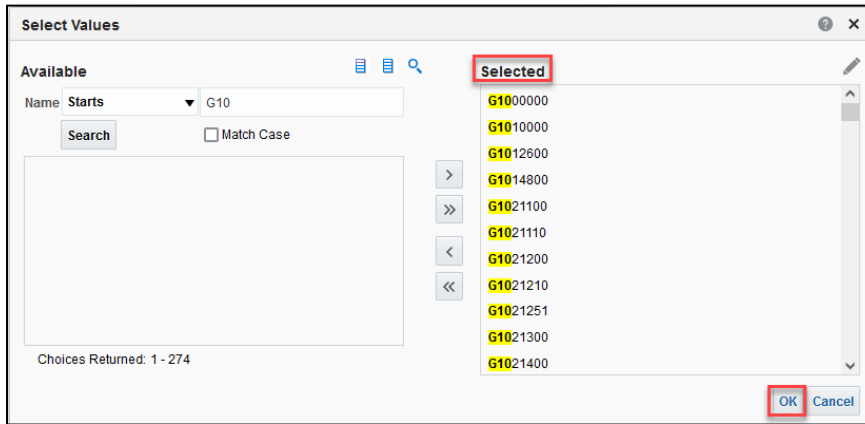 Select Values
Available
Name Starts G10
Search Match Case
Choices Returned: 1 - 274
Selected
G1000000
G1010000
G1012600
G1014800
G1021100
G1021110
G1021200
G1021210
G1021251
G1021300
G1021400
OK Cancel